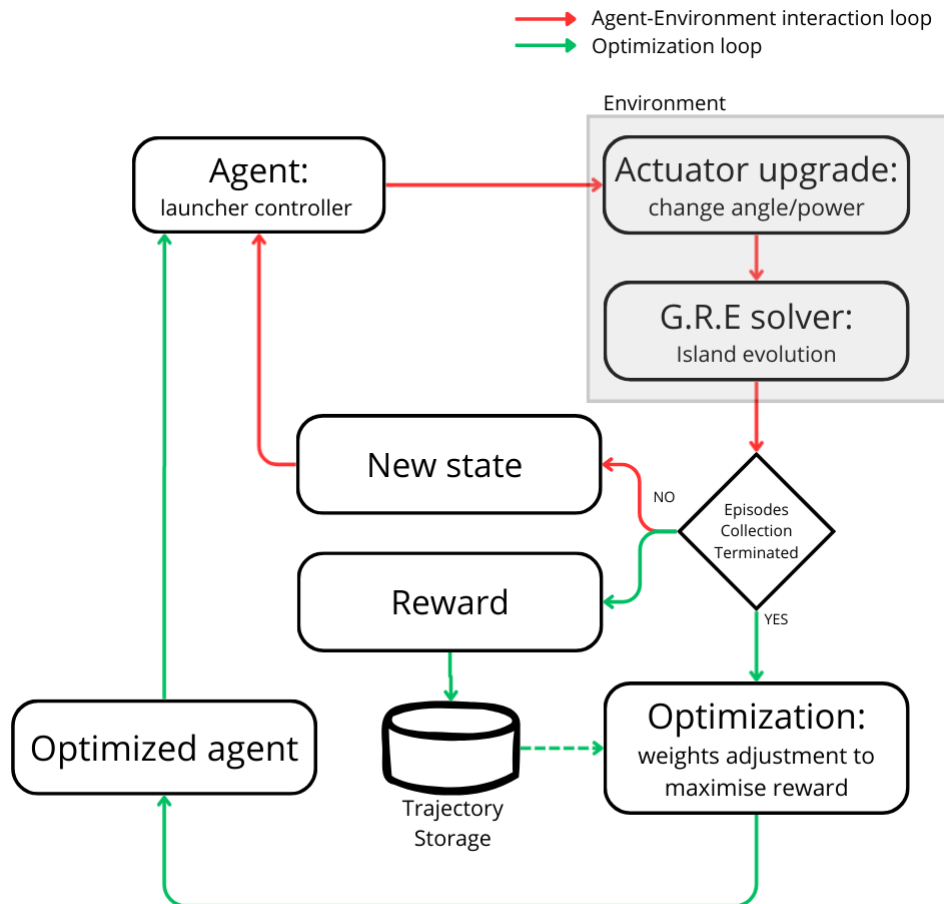 Agent-Environment interaction loop
Optimization loop
Environment
Agent:
launcher controller
Actuator upgrade:
change angle/power
G.R.E solver:
Island evolution
New state
NO
Episodes
Collection
Terminated
Reward
YES
Optimized agent
Trajectory
Storage
Optimization:
weights adjustment to
maximise reward